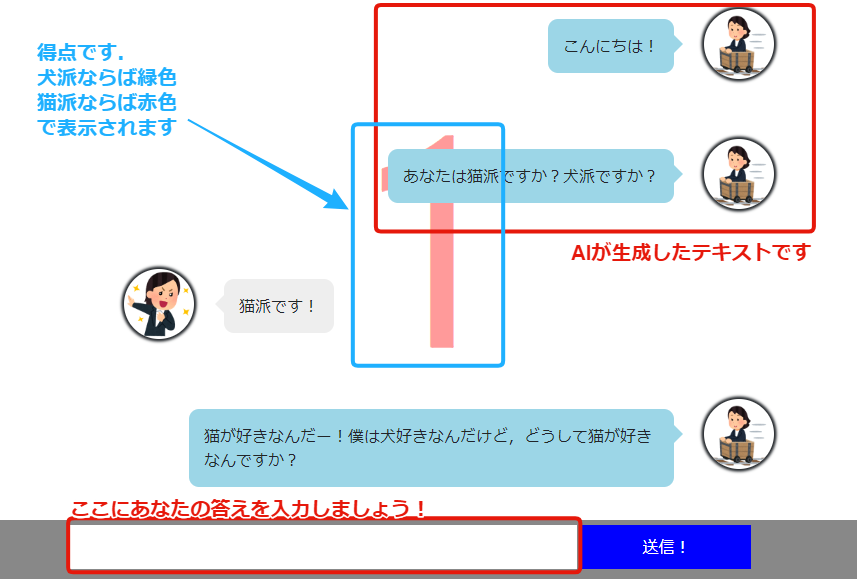 こんにちは！
得点です．
犬派ならば緑色
猫派ならば赤色
で表示されます
1
あなたは猫派ですか？犬派ですか？
AIが生成したテキストです
猫派です！
猫が好きなんだー！僕は犬好きなんだけど，どうして猫が好き
なんですか？
ここにあなたの答えを入力しましょう！
送信！